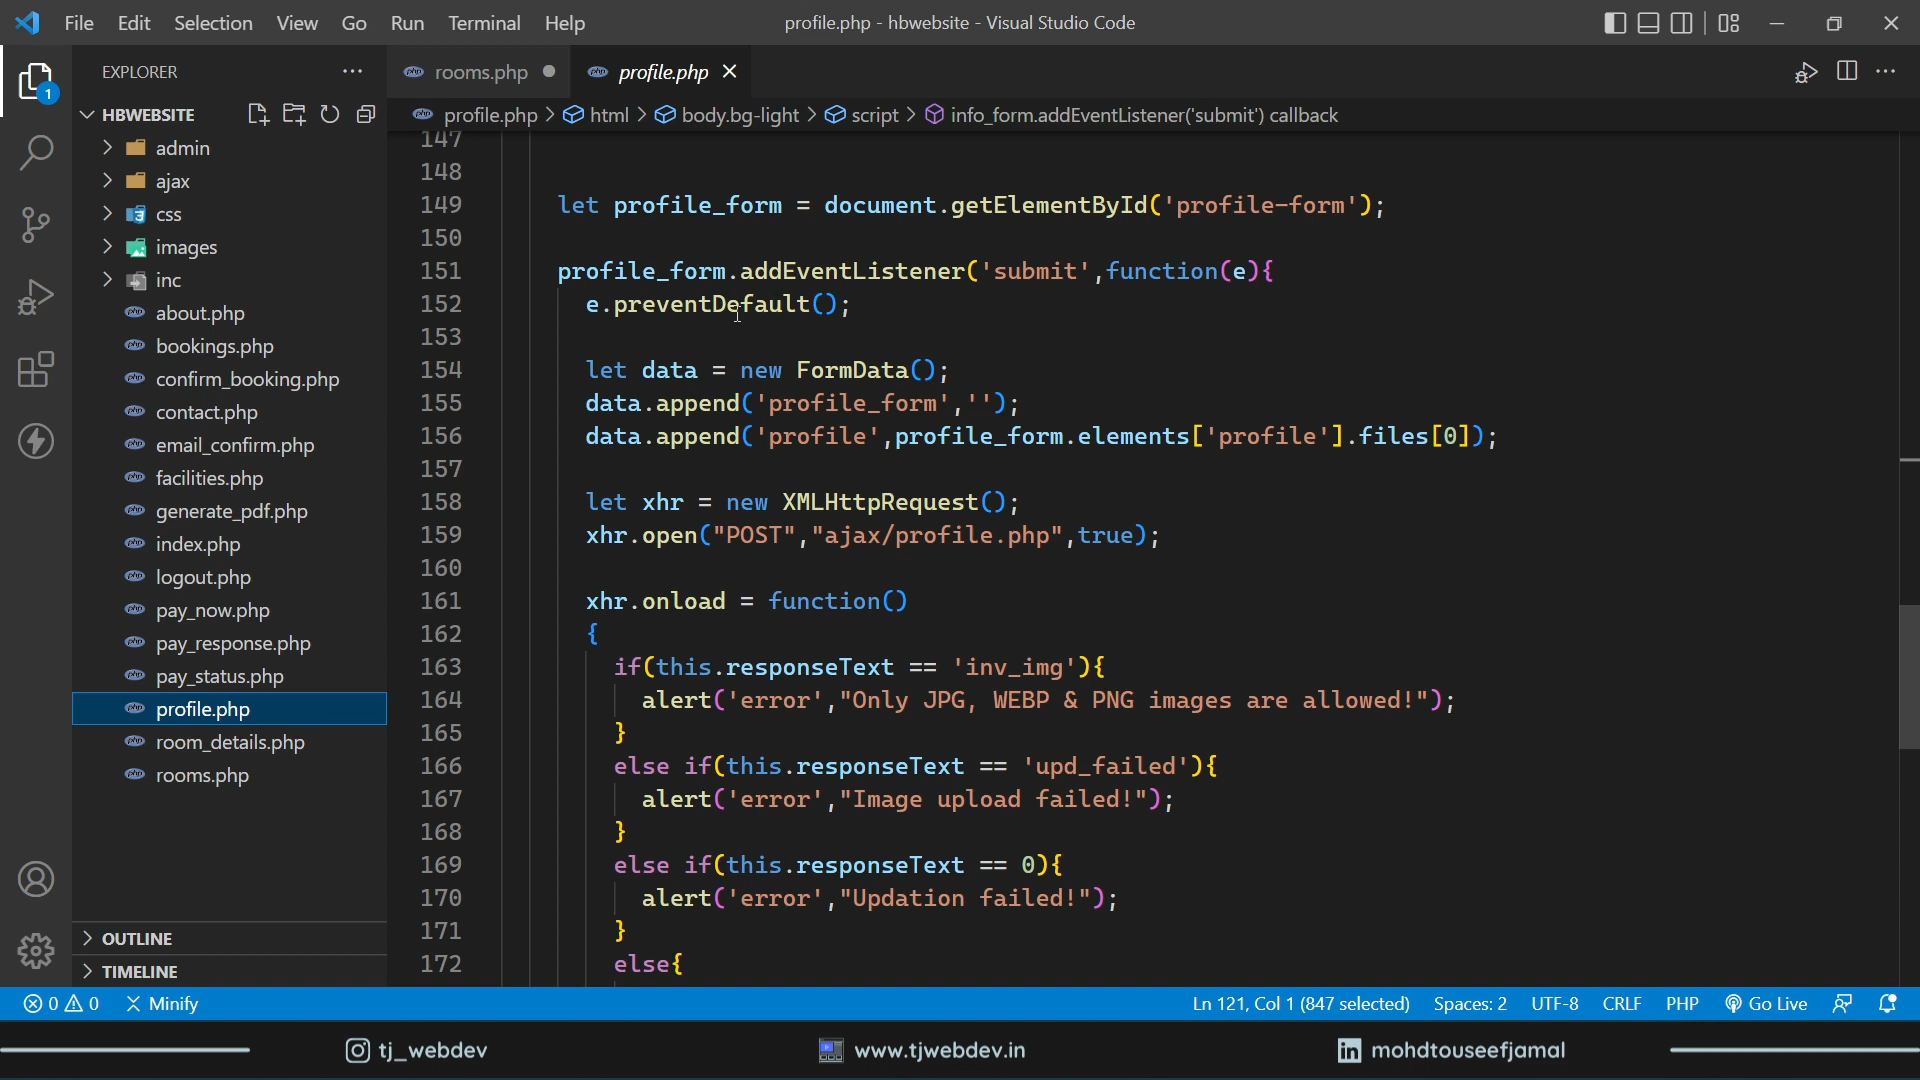 File Edit Selection View Go Run Terminal Help profile.php - hbwebsite - Visual Studio Code
EXPLORER
rooms.php
profile.php
1
HBWEBSITE
profile.php > html > body.bg-light > script > info_form.addEventListener('submit') callback
admin
ajax
css
images
inc
about.php
bookings.php
confirm_booking.php
contact.php
email_confirm.php
facilities.php
generate_pdf.php
index.php
logout.php
pay_now.php
pay_response.php
pay_status.php
profile.php
room_details.php
rooms.php
OUTLINE
TIMELINE
147
148
149 let profile_form = document.getElementById('profile-form');
150
151 profile_form.addEventListener('submit',function(e){
152 e.preventDefault();
153
154 let data = new FormData();
155 data.append('profile_form','');
156 data.append('profile',profile_form.elements['profile'].files[0]);
157
158 let xhr = new XMLHttpRequest();
159 xhr.open("POST","ajax/profile.php",true);
160
161 xhr.onload = function()
162 {
163 if(this.responseText == 'inv_img'){
164 alert('error',"Only JPG, WEBP & PNG images are allowed!");
165 }
166 else if(this.responseText == 'upd_failed'){
167 alert('error',"Image upload failed!");
168 }
169 else if(this.responseText == 0){
170 alert('error',"Updation failed!");
171 }
172 else{
0 0 Minify Ln 121, Col 1 (847 selected) Spaces: 2 UTF-8 CRLF PHP Go Live
tj_webdev www.tjwebdev.in mohdtouseefjamal